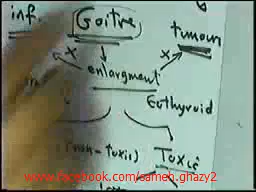 inf. Goitre tumour
x x
enlargment
Euthyroid
(non-toxic) Toxic
www.facebook.com/sameh.ghazy2